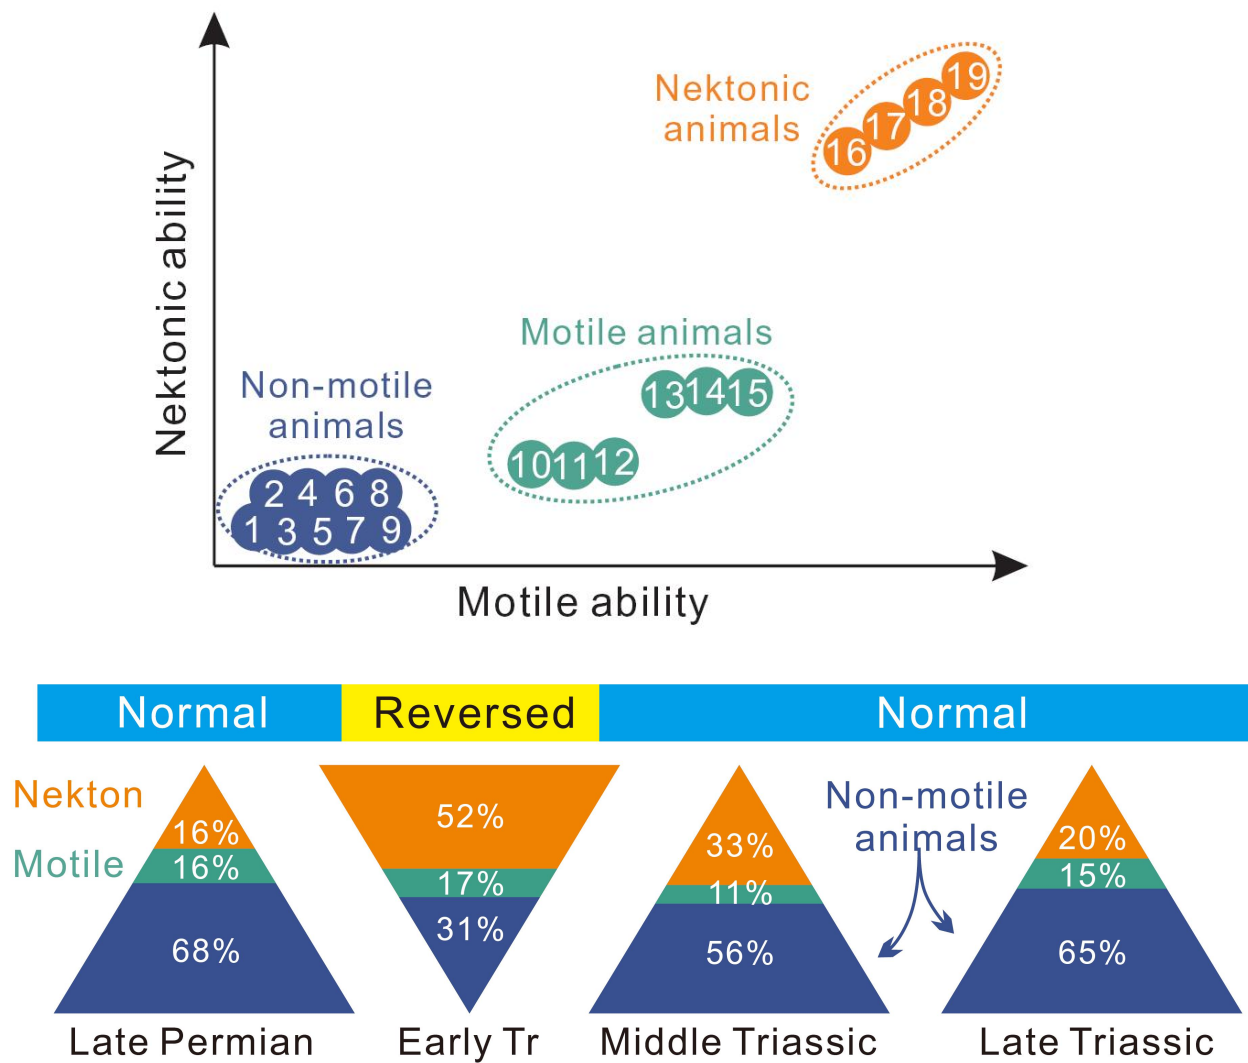 Nektonic ability
Nektonic
animals
16 17 18 19
Motile animals
13 14 15
10 11 12
Non-motile
animals
2 4 6 8
1 3 5 7 9
Motile ability
Normal
Reversed
Normal
Nekton
Motile
16%
16%
68%
Late Permian
52%
17%
31%
Early Tr
33%
11%
56%
Middle Triassic
Non-motile
animals
20%
15%
65%
Late Triassic